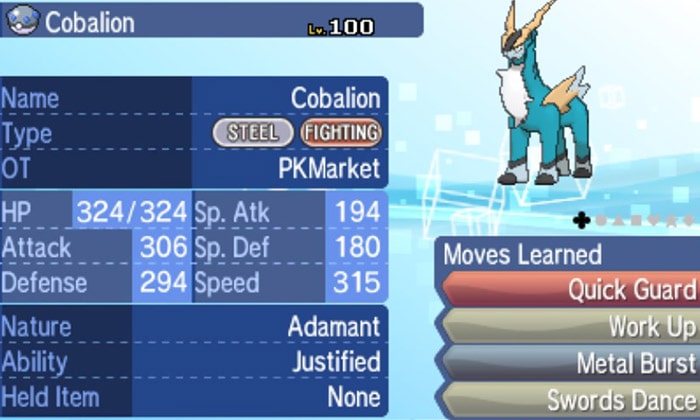 Cobalion Lv.100
Name Cobalion
Type STEEL FIGHTING
OT PKMarket
HP 324/324 Sp. Atk 194
Attack 306 Sp. Def 180
Defense 294 Speed 315
Nature Adamant
Ability Justified
Held Item None
Moves Learned
Quick Guard
Work Up
Metal Burst
Swords Dance